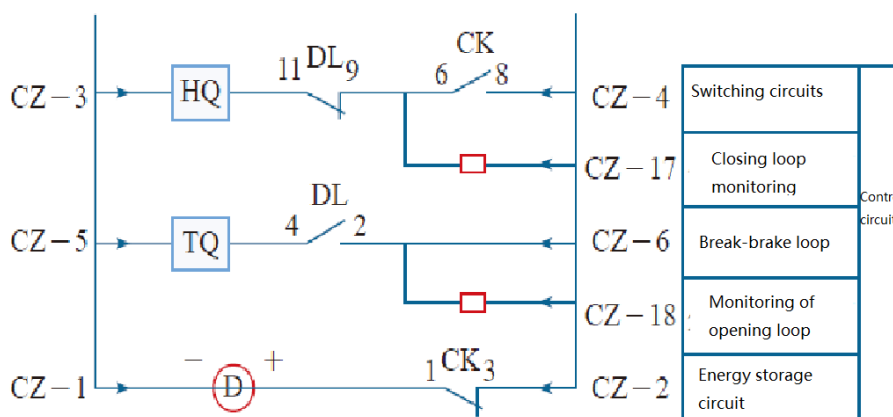 CZ-3
HQ
11
DL
9
CK
6
8
CZ-4
Switching circuits
CZ-17
Closing loop
monitoring
Contr
circuit
CZ-5
TQ
DL
4
2
CZ-6
Break-brake loop
CZ-18
Monitoring of
opening loop
CZ-1
-
D
+
1
CK
3
CZ-2
Energy storage
circuit